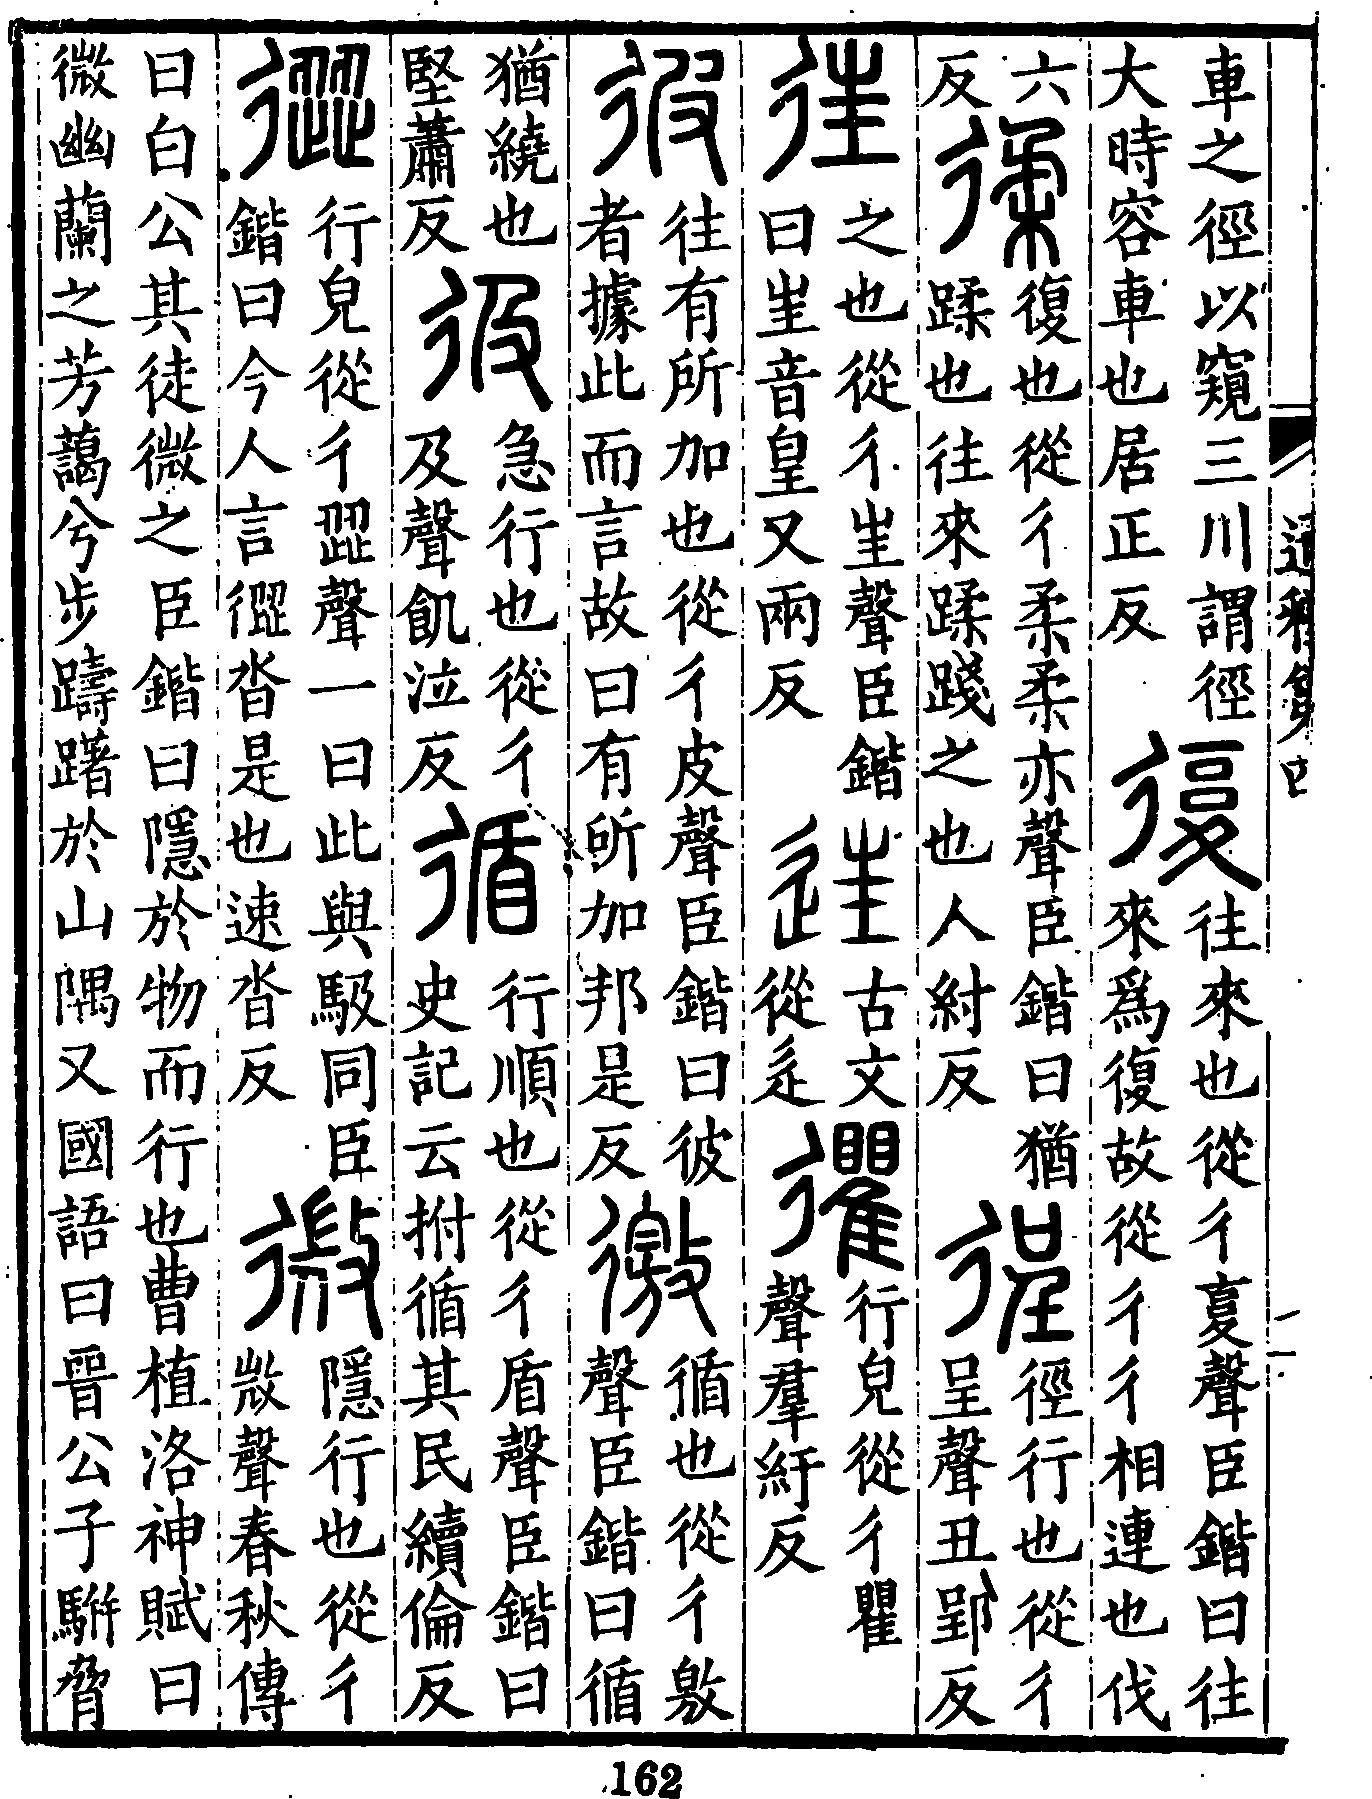 車之徑以窺三川謂徑
大時容車也居正反
復
往來也從彳𡕨聲臣鍇曰往
來爲復故從彳彳相連也伐
六
反
徖復也從彳柔柔亦聲臣鍇曰猶
蹂也往來蹂踐之也人紂反
徎
徑行也從彳
呈聲丑郢反
往
之也從彳㞷聲臣鍇
曰㞷音皇又兩反
𨓹
古文
從辵
忂
行皃從彳瞿
聲羣紆反
彼
往有所加也從彳皮聲臣鍇曰彼
者據此而言故曰有所加邦是反
徼
循也從彳敫
聲臣鍇曰循
猶繞也
堅蕭反
彶
急行也從彳
及聲飢泣反
循
行順也從彳盾聲臣鍇曰
史記云拊循其民續倫反
䢕
行皃從彳歰聲一曰此與馺同臣
鍇曰今人言澀沓是也速沓反
微
隱行也從彳
𢼸聲春秋傳
曰白公其徒微之臣鍇曰隱於物而行也曹植洛神賦曰
微幽蘭之芳藹兮步躊躇於山隅又國語曰晉公子駢脅
通釋第四
一
162